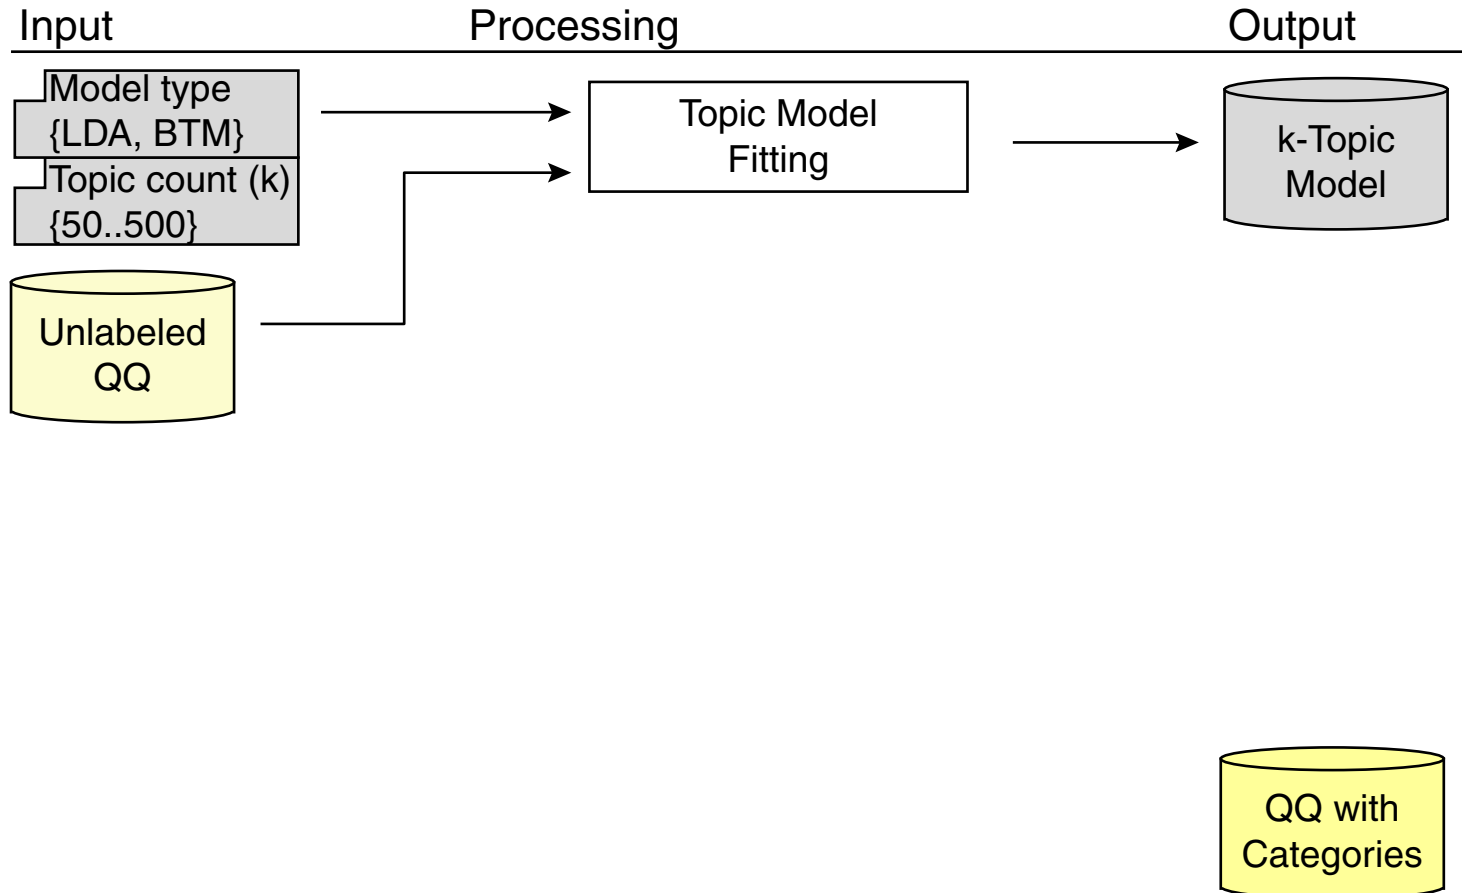 Input
Processing
Output
Model type
{LDA, BTM}
Topic count (k)
{50..500}
Topic Model
Fitting
k-Topic
Model
Unlabeled
QQ
QQ with
Categories